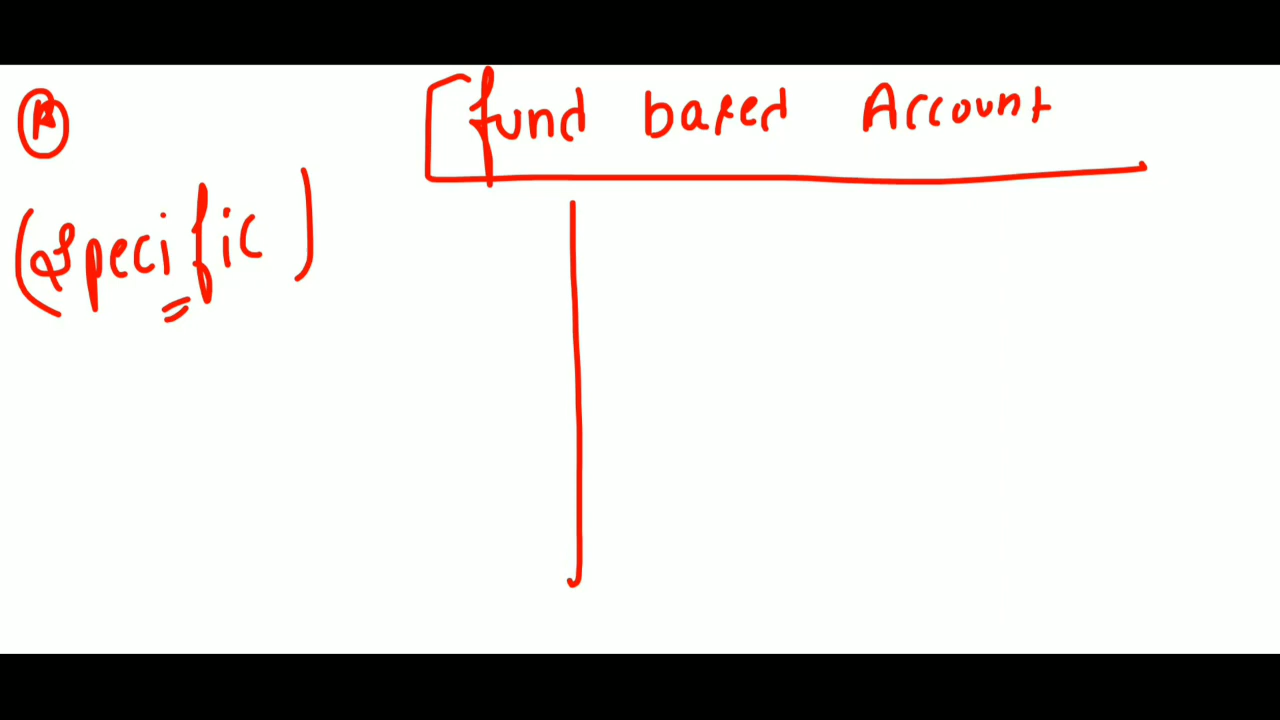 fund based Account
(Specific)